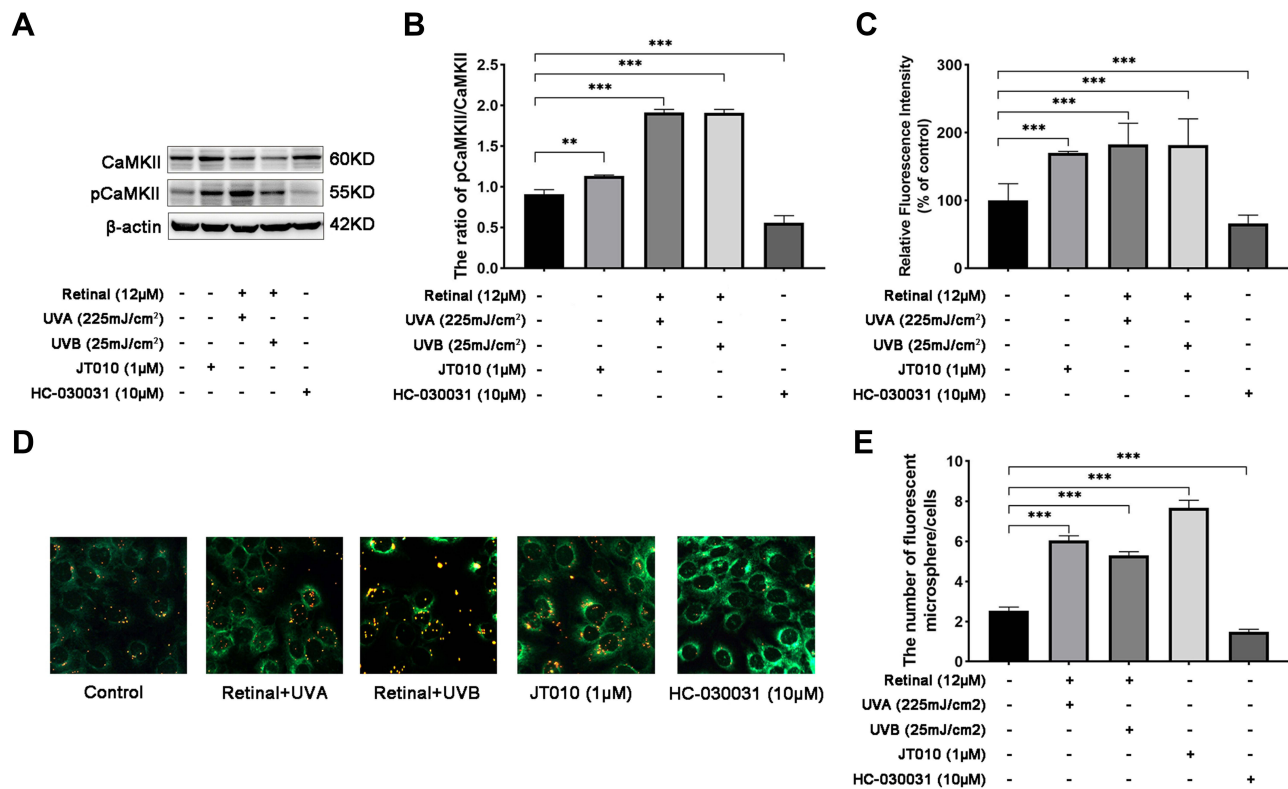 A
CaMKII 60KD
pCaMKII 55KD
β-actin 42KD
Retinal (12μM) - - + + -
UVA (225mJ/cm²) - - + - -
UVB (25mJ/cm²) - - - + -
JT010 (1μM) - + - - -
HC-030031 (10μM) - - - - +
B
The ratio of pCaMKII/CaMKII
2.5
2.0
1.5
1.0
0.5
0.0
***
***
***
**
Retinal (12μM) - - + + -
UVA (225mJ/cm²) - - + - -
UVB (25mJ/cm²) - - - + -
JT010 (1μM) - + - - -
HC-030031 (10μM) - - - - +
C
Relative Fluorescence Intensity
(% of control)
300
200
100
0
***
***
***
***
Retinal (12μM) - - + + -
UVA (225mJ/cm²) - - + - -
UVB (25mJ/cm²) - - - + -
JT010 (1μM) - + - - -
HC-030031 (10μM) - - - - +
D
Control
Retinal+UVA
Retinal+UVB
JT010 (1μM)
HC-030031 (10μM)
E
The number of fluorescent
microsphere/cells
10
8
6
4
2
0
***
***
***
***
Retinal (12μM) - + + - -
UVA (225mJ/cm2) - + - - -
UVB (25mJ/cm2) - - + - -
JT010 (1μM) - - - + -
HC-030031 (10μM) - - - - +